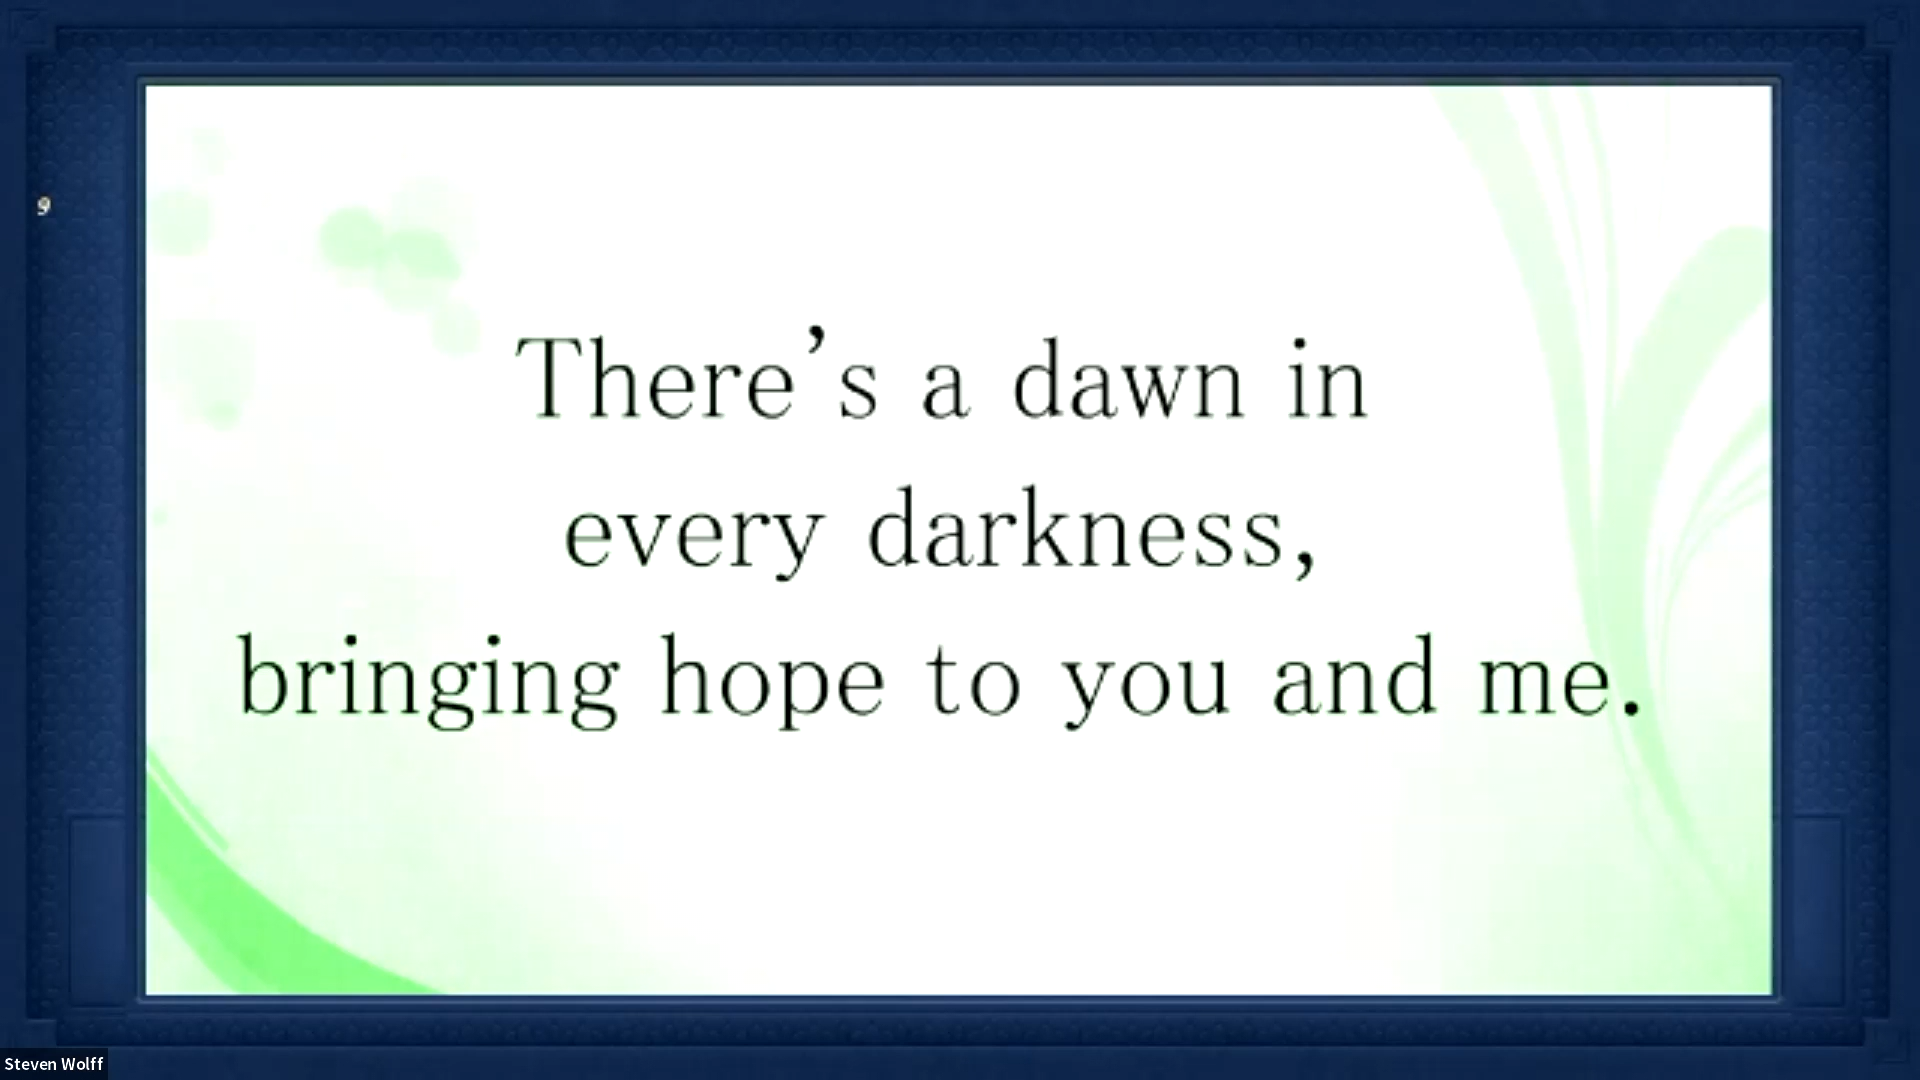 9
There’s a dawn in
every darkness,
bringing hope to you and me.
Steven Wolff